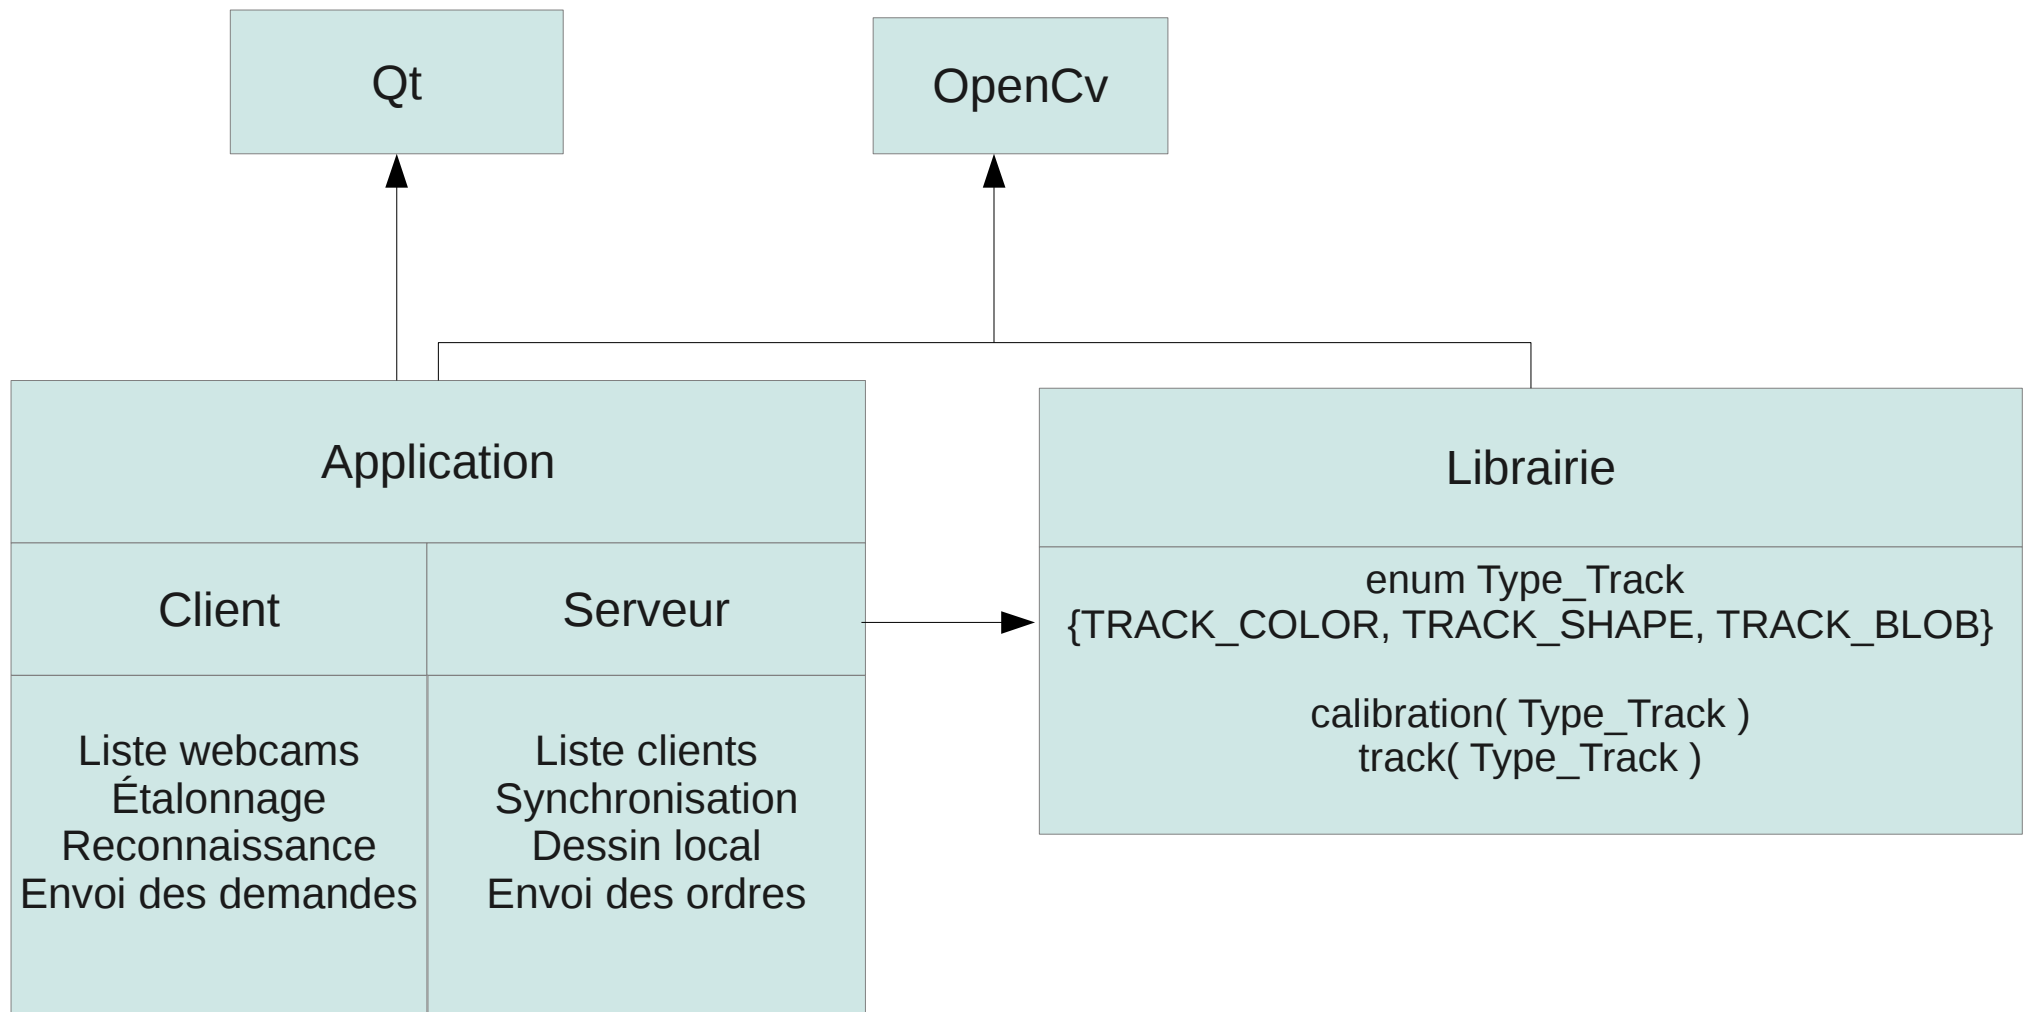 Qt
OpenCv
Application
Client
Serveur
Liste webcams
Étalonnage
Reconnaissance
Envoi des demandes
Liste clients
Synchronisation
Dessin local
Envoi des ordres
Librairie
enum Type_Track
{TRACK_COLOR, TRACK_SHAPE, TRACK_BLOB}
calibration( Type_Track )
track( Type_Track )